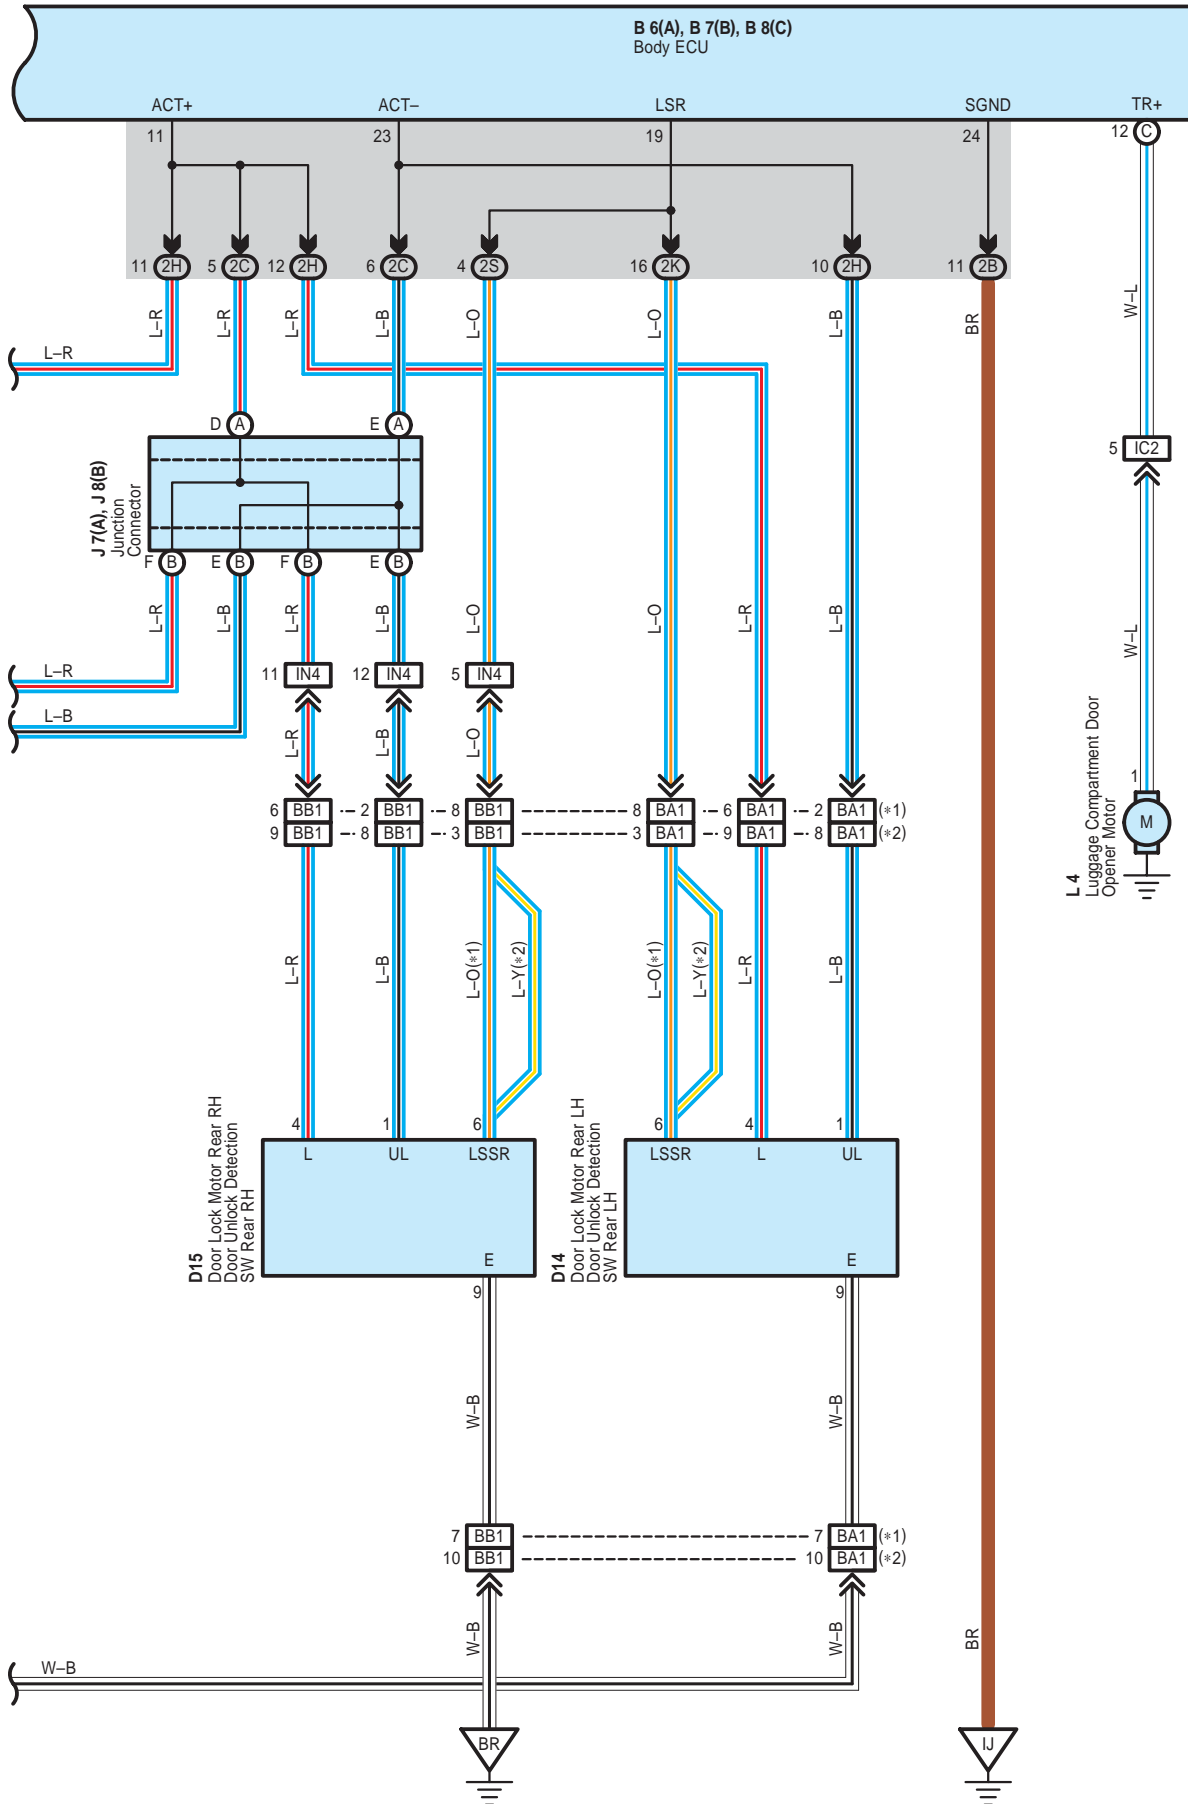 B 6(A), B 7(B), B 8(C)
Body ECU
ACT+ ACT– LSR SGND TR+
11 23 19 24 12 C
11 2H 5 2C 12 2H 6 2C 4 2S 16 2K 10 2H 11 2B
L–R L–R L–R L–B L–O L–O L–B BR W–L
L–R
D A E A
5 IC2
J 7(A), J 8(B)
Junction
Connector
F B E B F B E B
L–R L–B L–R L–B L–O L–O L–R L–B W–L
L–R
11 IN4 12 IN4 5 IN4
L–B
L–R L–B L–O
6 BB1 2 BB1 8 BB1 8 BA1 6 BA1 2 BA1 (∗1)
9 BB1 8 BB1 3 BB1 3 BA1 9 BA1 8 BA1 (∗2)
1
M
L 4
Luggage Compartment Door
Opener Motor
L–R L–B L–O(∗1) L–Y(∗2) L–O(∗1) L–Y(∗2) L–R L–B
4 1 6 6 4 1
L UL LSSR LSSR L UL
D15
Door Lock Motor Rear RH
Door Unlock Detection
SW Rear RH
D14
Door Lock Motor Rear LH
Door Unlock Detection
SW Rear LH
E E
9 9
W–B W–B
7 BB1 7 BA1 (∗1)
10 BB1 10 BA1 (∗2)
W–B W–B BR
W–B
BR IJ